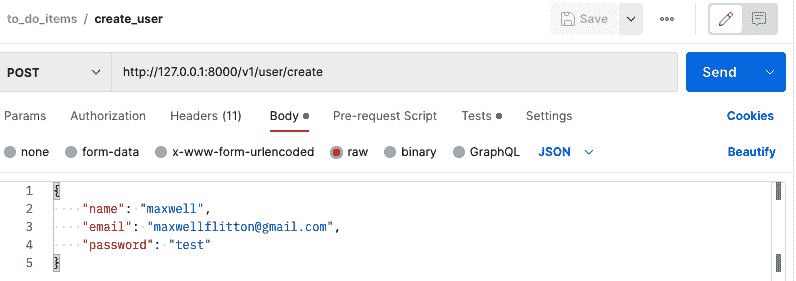 to_do_items / create_user
Save
POST http://127.0.0.1:8000/v1/user/create Send
Params Authorization Headers (11) Body Pre-request Script Tests Settings Cookies
none form-data x-www-form-urlencoded raw binary GraphQL JSON Beautify
1 {
2 "name": "maxwell",
3 "email": "maxwellflitton@gmail.com",
4 "password": "test"
5 }